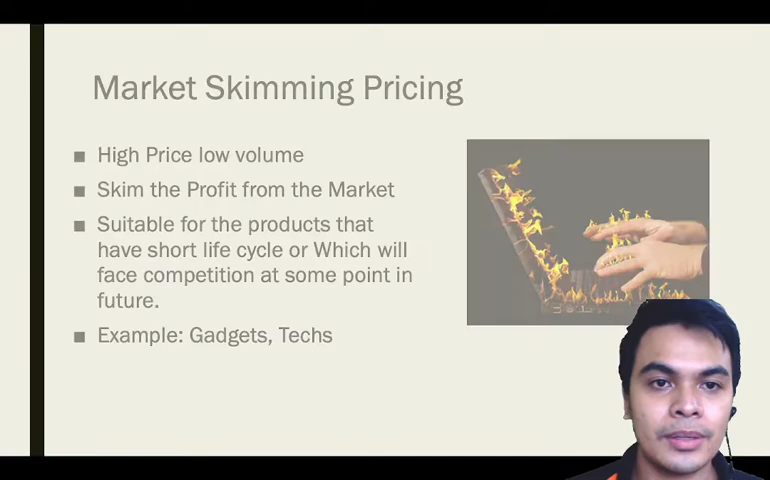 Market Skimming Pricing
■ High Price low volume
■ Skim the Profit from the Market
■ Suitable for the products that
have short life cycle or Which will
face competition at some point in
future.
■ Example: Gadgets, Techs